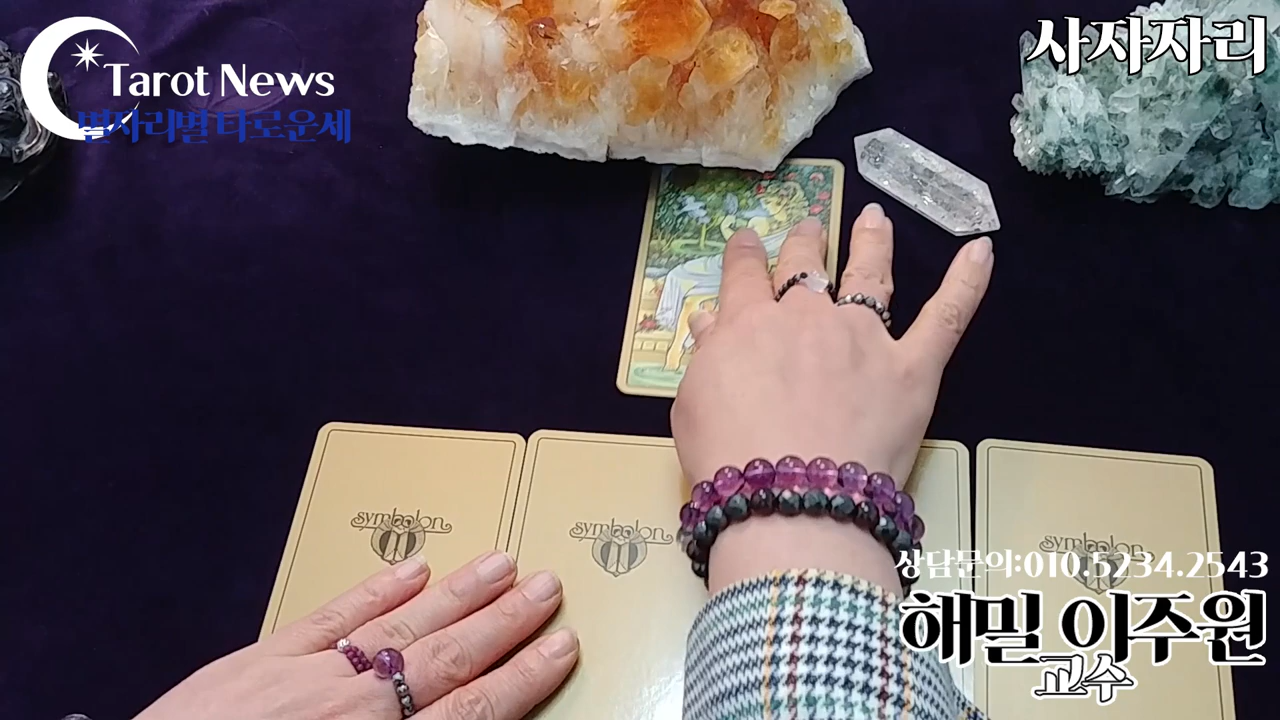 Tarot News
별자리별 타로운세
사자자리
symbolon
symbolon
symbolon
상담문의:010.5234.2543
해밀 이주원
교수